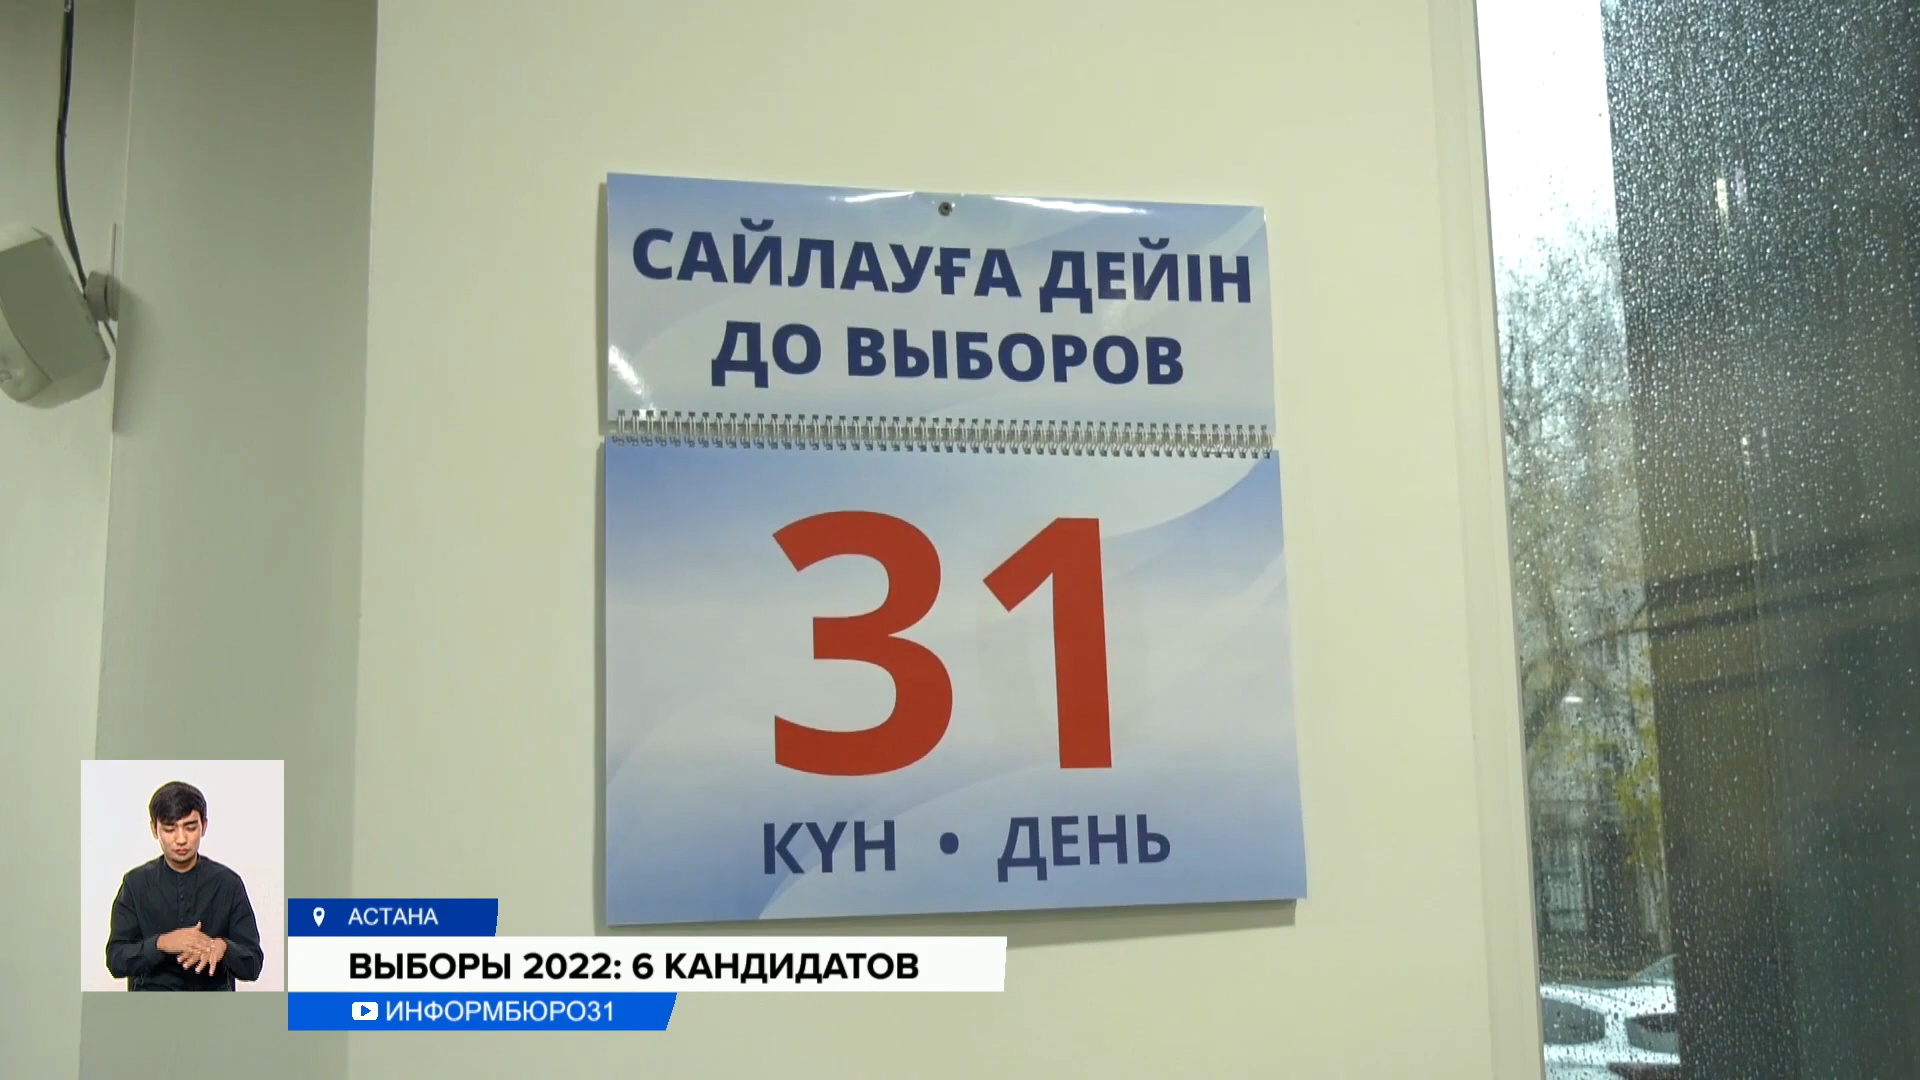 САЙЛАУҒА ДЕЙІН
ДО ВЫБОРОВ
31
КҮН • ДЕНЬ
АСТАНА
ВЫБОРЫ 2022: 6 КАНДИДАТОВ
ИНФОРМБЮРО31